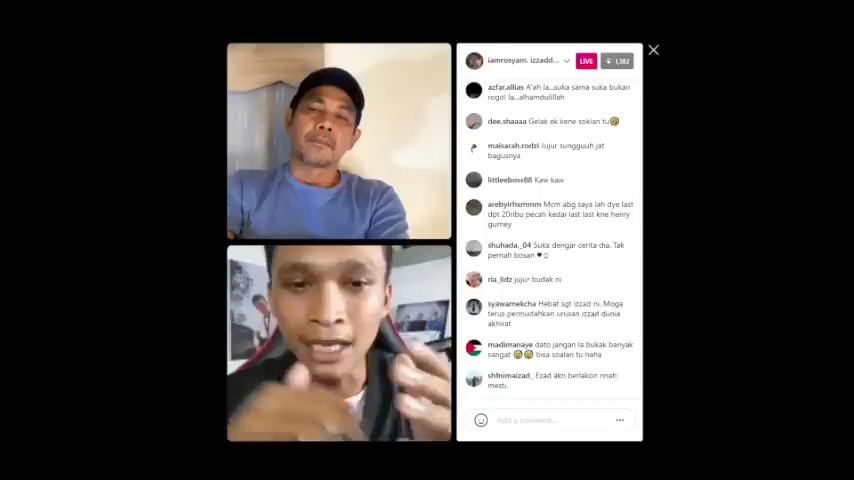 iamrosyam. izzadd...
LIVE
1,182
azfar.allias A'ah la...suka sama suka bukan
rogol la...alhamdulillah
dee.shaaaa Gelak ek kene sokian tu🤣
maisarah.rodzi lujur sungguuh jat
bagusnya
littleeboss88 Kaw kaw
arebyirhxmmm Mcm abg saya lah dye last
dpt 20ribu pecah kedai last last kne henry
gurney
shuhada._04 Suka dengar cerita dia. Tak
pernah bosan ♥☺
ria_lidz jujur budak ni
syawamekcha Hebat sgt izzad ni. Moga
terus permudahkan urusan izzad dunia
akhirat
madimanaye dato jangan la bukak banyak
sangat 🤣🤣 bisa soalan tu haha
shfnimaizad_ Ezad akn berlakon nnati
mesti.
Add a comment...